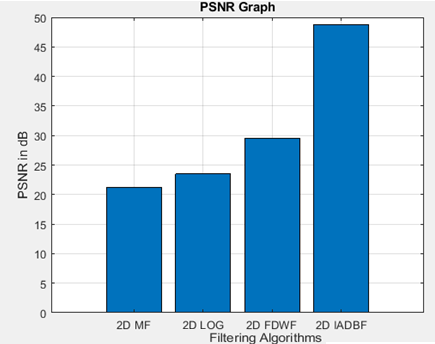 PSNR Graph
50
45
40
35
30
25
20
15
10
5
0
PSNR in dB
2D MF 2D LOG 2D FDWF 2D IADBF
Filtering Algorithms